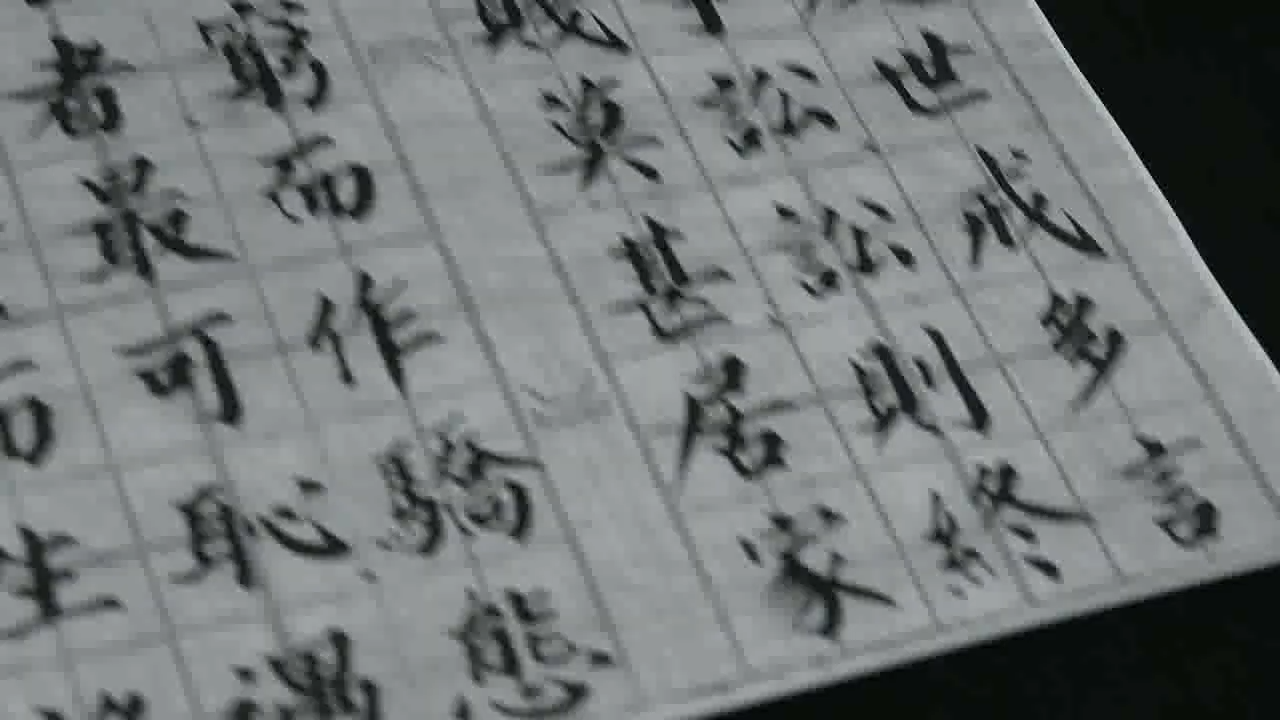 世戒多言
訟訟則終
賤莫甚居家
窮而作驕態
者最可恥遇
而生